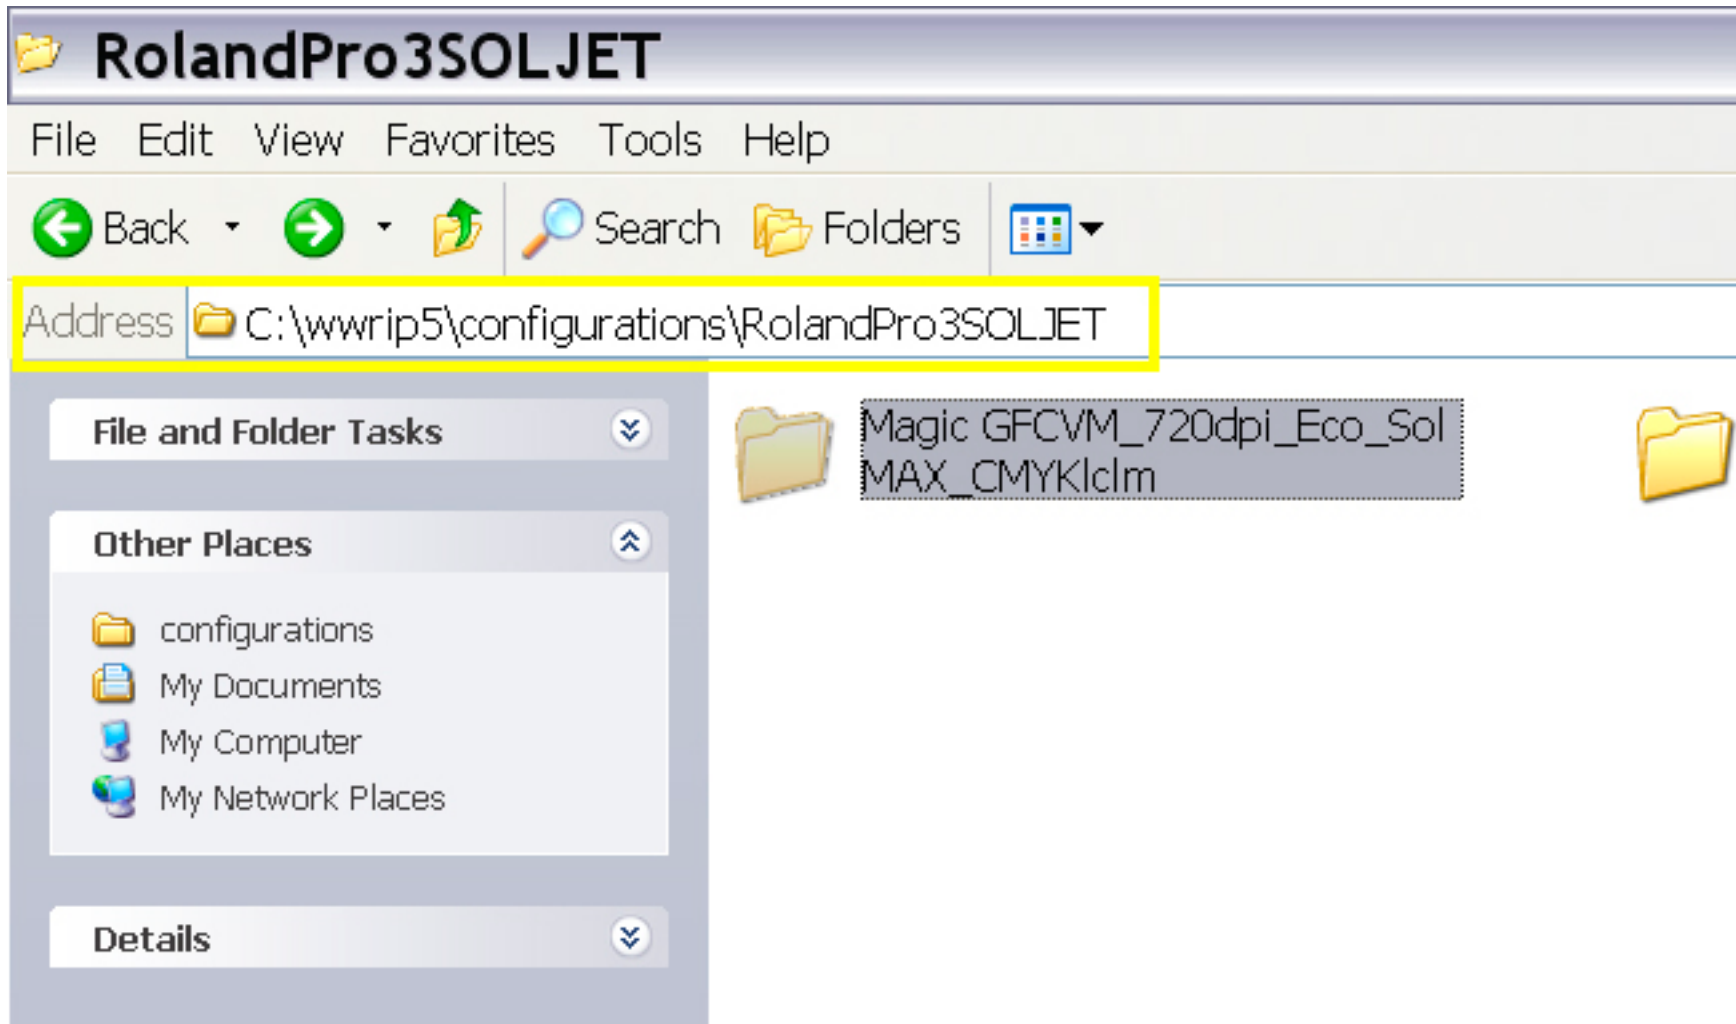 RolandPro3SOLJET
File Edit View Favorites Tools Help
Back Search Folders
Address C:\wwrip5\configurations\RolandPro3SOLJET
File and Folder Tasks
Magic GFCVM_720dpi_Eco_Sol
MAX_CMYKlclm
Other Places
configurations
My Documents
My Computer
My Network Places
Details